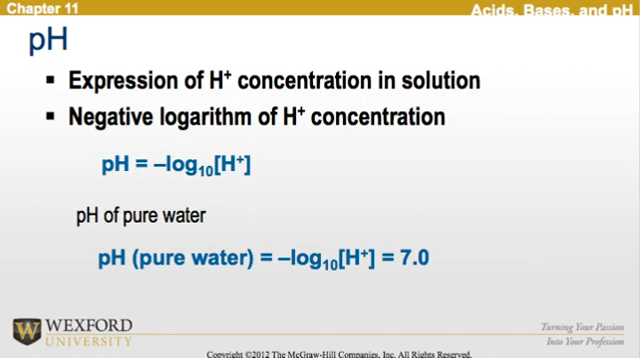 Chapter 11
Acids, Bases, and pH
pH
▪ Expression of H⁺ concentration in solution
▪ Negative logarithm of H⁺ concentration
pH = –log₁₀[H⁺]
pH of pure water
pH (pure water) = –log₁₀[H⁺] = 7.0
W
WEXFORD
UNIVERSITY
Turning Your Passion
Into Your Profession
Copyright ©2012 The McGraw-Hill Companies, Inc. All Rights Reserved.